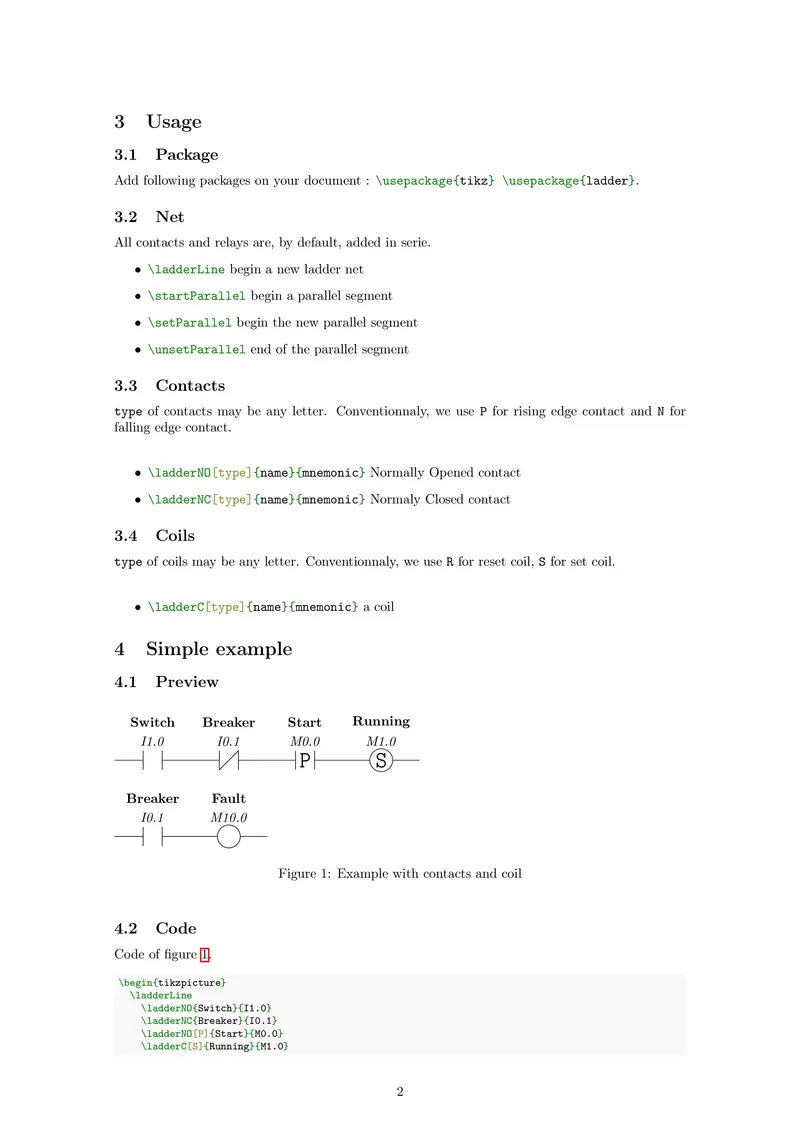 3 Usage
3.1 Package
Add following packages on your document : \usepackage{tikz} \usepackage{ladder}.
3.2 Net
All contacts and relays are, by default, added in serie.
• \ladderLine begin a new ladder net
• \startParallel begin a parallel segment
• \setParallel begin the new parallel segment
• \unsetParallel end of the parallel segment
3.3 Contacts
type of contacts may be any letter. Conventionnaly, we use P for rising edge contact and N for
falling edge contact.
• \ladderNO[type]{name}{mnemonic} Normally Opened contact
• \ladderNC[type]{name}{mnemonic} Normaly Closed contact
3.4 Coils
type of coils may be any letter. Conventionnaly, we use R for reset coil, S for set coil.
• \ladderC[type]{name}{mnemonic} a coil
4 Simple example
4.1 Preview
Switch Breaker Start Running
I1.0 I0.1 M0.0 M1.0
P S
Breaker Fault
I0.1 M10.0
Figure 1: Example with contacts and coil
4.2 Code
Code of figure 1.
\begin{tikzpicture}
\ladderLine
\ladderNO{Switch}{I1.0}
\ladderNC{Breaker}{I0.1}
\ladderNO[P]{Start}{M0.0}
\ladderC[S]{Running}{M1.0}
2